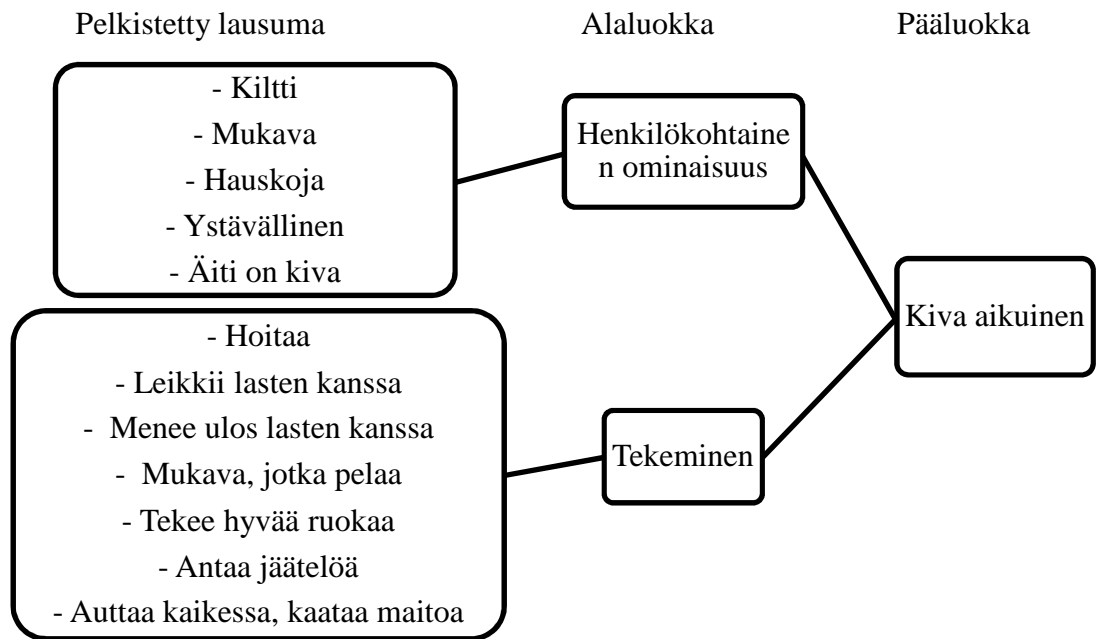 Pelkistetty lausuma
Alaluokka
Pääluokka
- Kiltti
- Mukava
- Hauskoja
- Ystävällinen
- Äiti on kiva
Henkilökohtaine
n ominaisuus
- Hoitaa
- Leikkii lasten kanssa
- Menee ulos lasten kanssa
- Mukava, jotka pelaa
- Tekee hyvää ruokaa
- Antaa jäätelöä
- Auttaa kaikessa, kaataa maitoa
Tekeminen
Kiva aikuinen